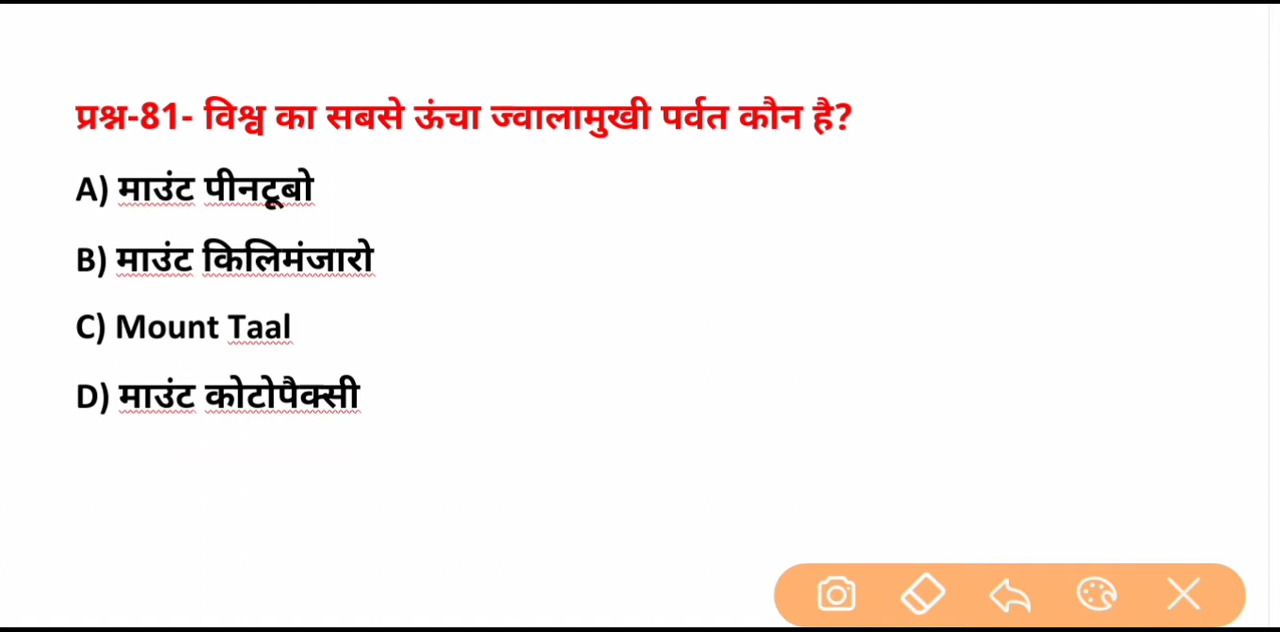 प्रश्न-81- विश्व का सबसे ऊंचा ज्वालामुखी पर्वत कौन है?
A) माउंट पीनटूबो
B) माउंट किलिमंजारो
C) Mount Taal
D) माउंट कोटोपैक्सी